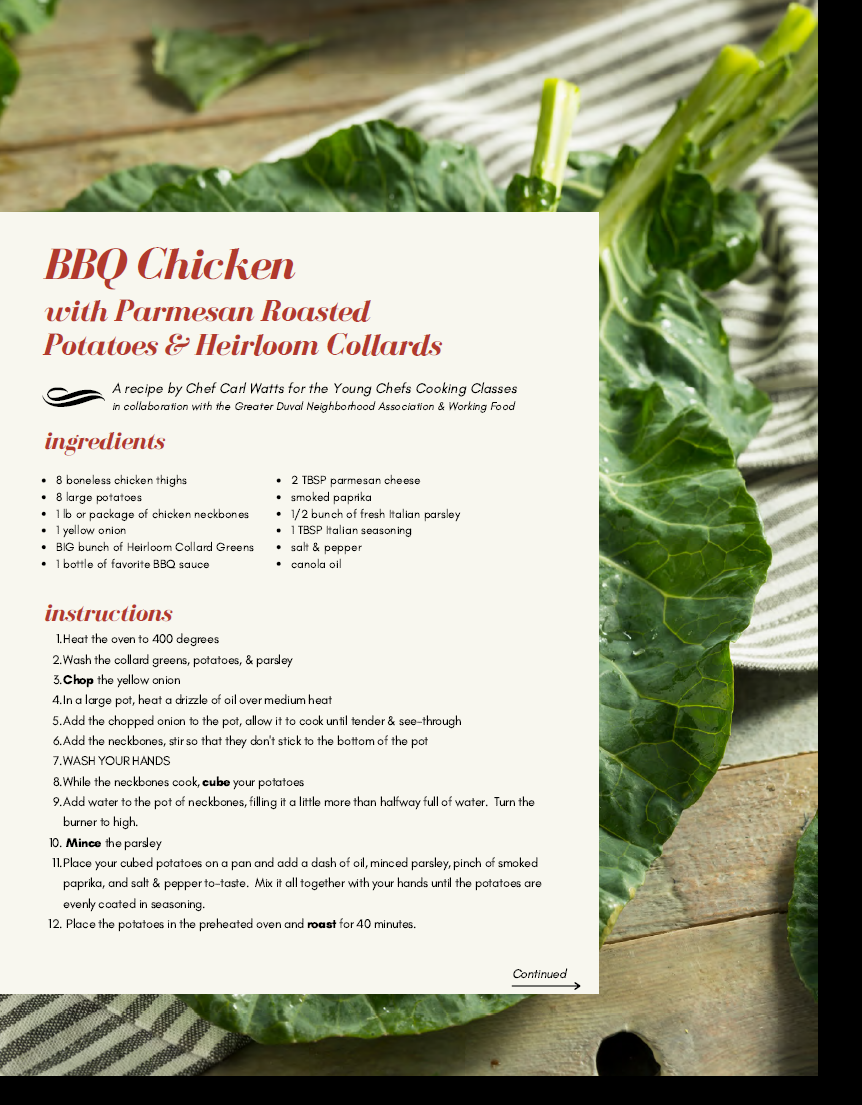 BBQ Chicken
with Parmesan Roasted
Potatoes & Heirloom Collards
A recipe by Chef Carl Watts for the Young Chefs Cooking Classes
in collaboration with the Greater Duval Neighborhood Association & Working Food
ingredients
• 8 boneless chicken thighs
• 8 large potatoes
• 1 lb or package of chicken neckbones
• 1 yellow onion
• BIG bunch of Heirloom Collard Greens
• 1 bottle of favorite BBQ sauce
• 2 TBSP parmesan cheese
• smoked paprika
• 1/2 bunch of fresh Italian parsley
• 1 TBSP Italian seasoning
• salt & pepper
• canola oil
instructions
1.Heat the oven to 400 degrees
2.Wash the collard greens, potatoes, & parsley
3.Chop the yellow onion
4.In a large pot, heat a drizzle of oil over medium heat
5.Add the chopped onion to the pot, allow it to cook until tender & see-through
6.Add the neckbones, stir so that they don't stick to the bottom of the pot
7.WASH YOUR HANDS
8.While the neckbones cook, cube your potatoes
9.Add water to the pot of neckbones, filling it a little more than halfway full of water. Turn the
burner to high.
10. Mince the parsley
11.Place your cubed potatoes on a pan and add a dash of oil, minced parsley, pinch of smoked
paprika, and salt & pepper to-taste. Mix it all together with your hands until the potatoes are
evenly coated in seasoning.
12. Place the potatoes in the preheated oven and roast for 40 minutes.
Continued